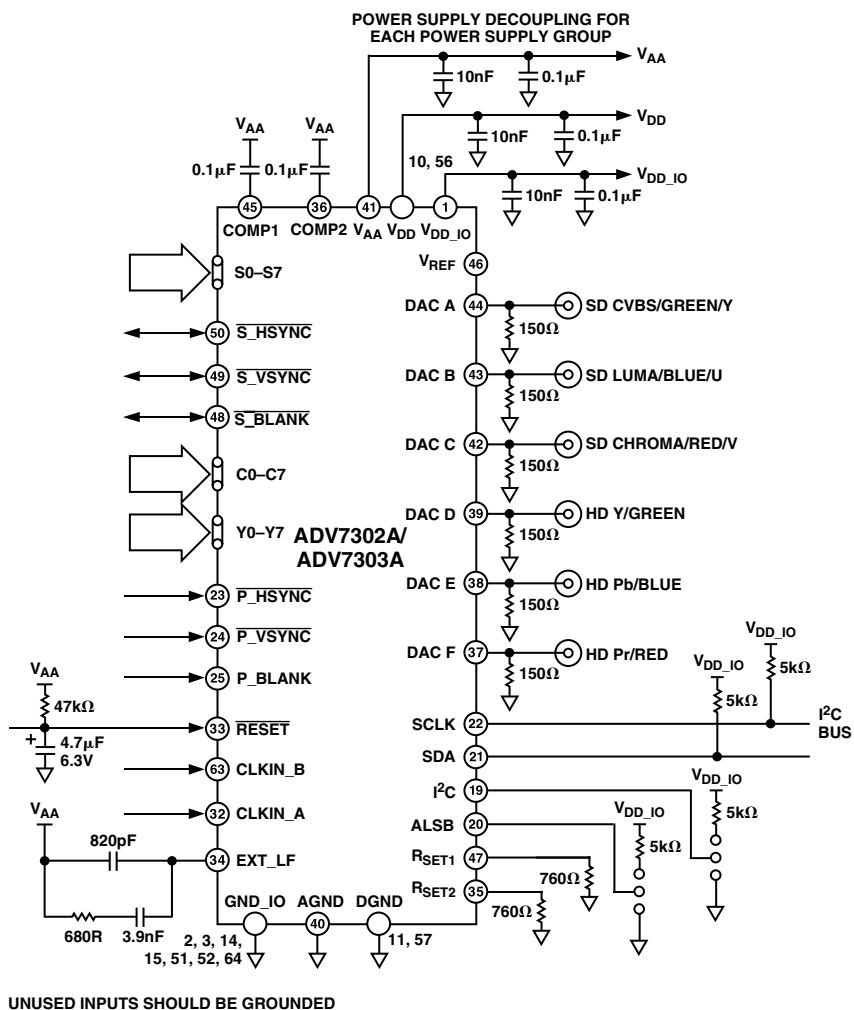 POWER SUPPLY DECOUPLING FOR
EACH POWER SUPPLY GROUP
VAA
10nF
0.1μF
VDD
10nF
0.1μF
10, 56
VDD_IO
10nF
0.1μF
VAA
VAA
0.1μF
0.1μF
45
36
41
1
COMP1
COMP2
VAA
VDD
VDD_IO
VREF
46
S0–S7
DAC A
44
SD CVBS/GREEN/Y
150Ω
50
S_HSYNC
49
S_VSYNC
DAC B
43
SD LUMA/BLUE/U
150Ω
48
S_BLANK
DAC C
42
SD CHROMA/RED/V
150Ω
C0–C7
Y0–Y7
ADV7302A/
ADV7303A
DAC D
39
HD Y/GREEN
150Ω
23
P_HSYNC
DAC E
38
HD Pb/BLUE
150Ω
24
P_VSYNC
DAC F
37
HD Pr/RED
150Ω
25
P_BLANK
VAA
47kΩ
VDD_IO
5kΩ
VDD_IO
5kΩ
33
RESET
+
4.7μF
6.3V
SCLK
22
I2C
BUS
SDA
21
63
CLKIN_B
I2C
19
VDD_IO
5kΩ
32
CLKIN_A
ALSB
20
VDD_IO
5kΩ
VAA
820pF
34
EXT_LF
680R
3.9nF
RSET1
47
760Ω
RSET2
35
760Ω
GND_IO
AGND
DGND
40
2, 3, 14,
15, 51, 52, 64
11, 57
UNUSED INPUTS SHOULD BE GROUNDED